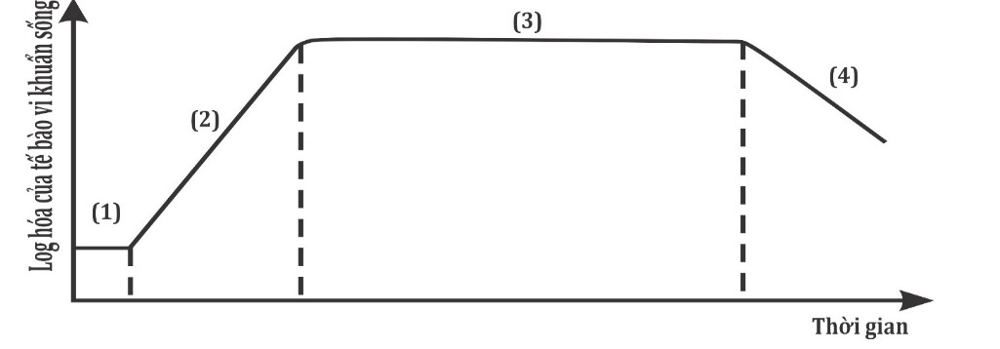 Log hóa của tế bào vi khuẩn sống
(1)
(2)
(3)
(4)
Thời gian